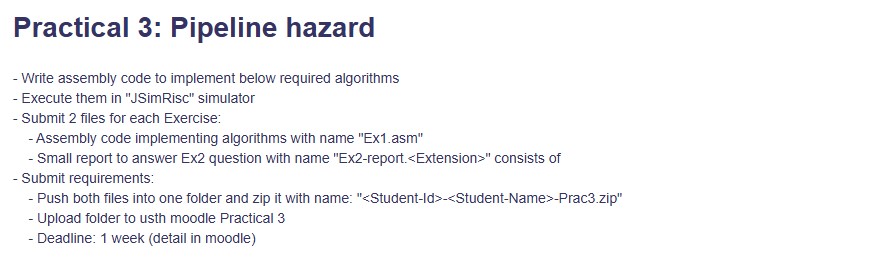 Practical 3: Pipeline hazard
- Write assembly code to implement below required algorithms
- Execute them in "JSimRisc" simulator
- Submit 2 files for each Exercise:
- Assembly code implementing algorithms with name "Ex1.asm"
- Small report to answer Ex2 question with name "Ex2-report.<Extension>" consists of
- Submit requirements:
- Push both files into one folder and zip it with name: "<Student-Id>-<Student-Name>-Prac3.zip"
- Upload folder to usth moodle Practical 3
- Deadline: 1 week (detail in moodle)